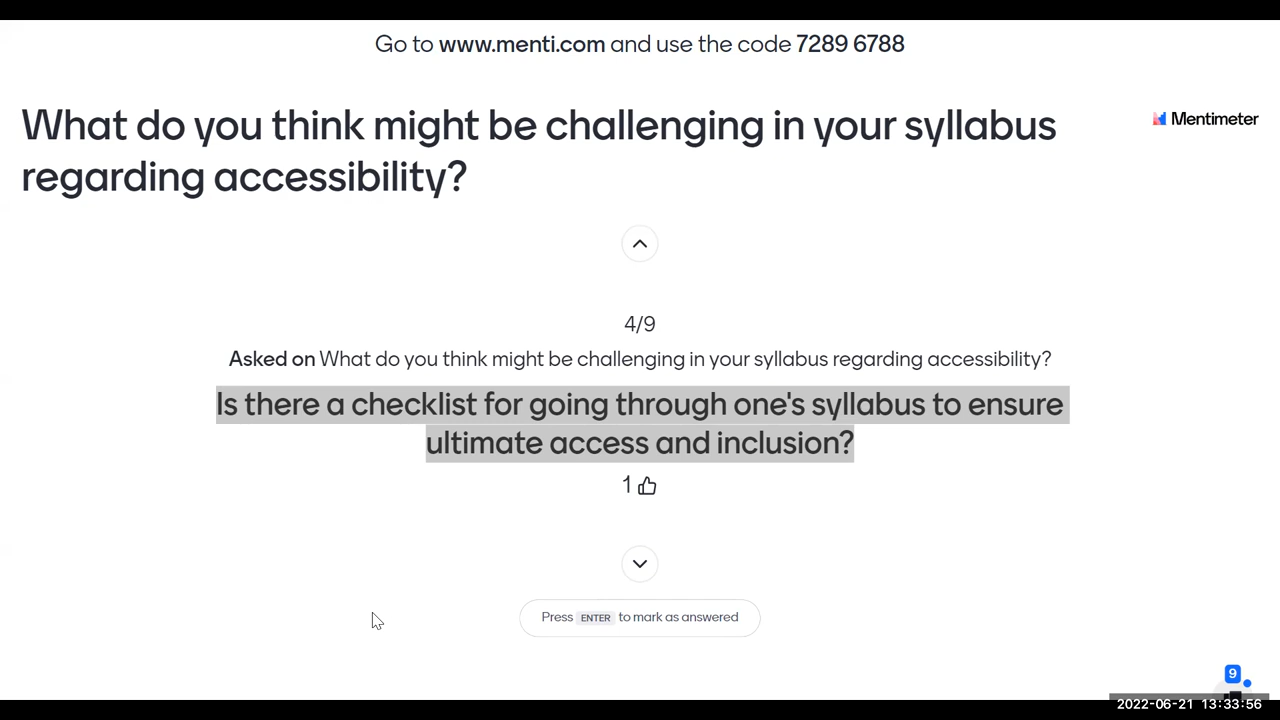 Go to www.menti.com and use the code 7289 6788
What do you think might be challenging in your syllabus
regarding accessibility?
Mentimeter
4/9
Asked on What do you think might be challenging in your syllabus regarding accessibility?
Is there a checklist for going through one's syllabus to ensure
ultimate access and inclusion?
1
Press ENTER to mark as answered
9
2022-06-21 13:33:56